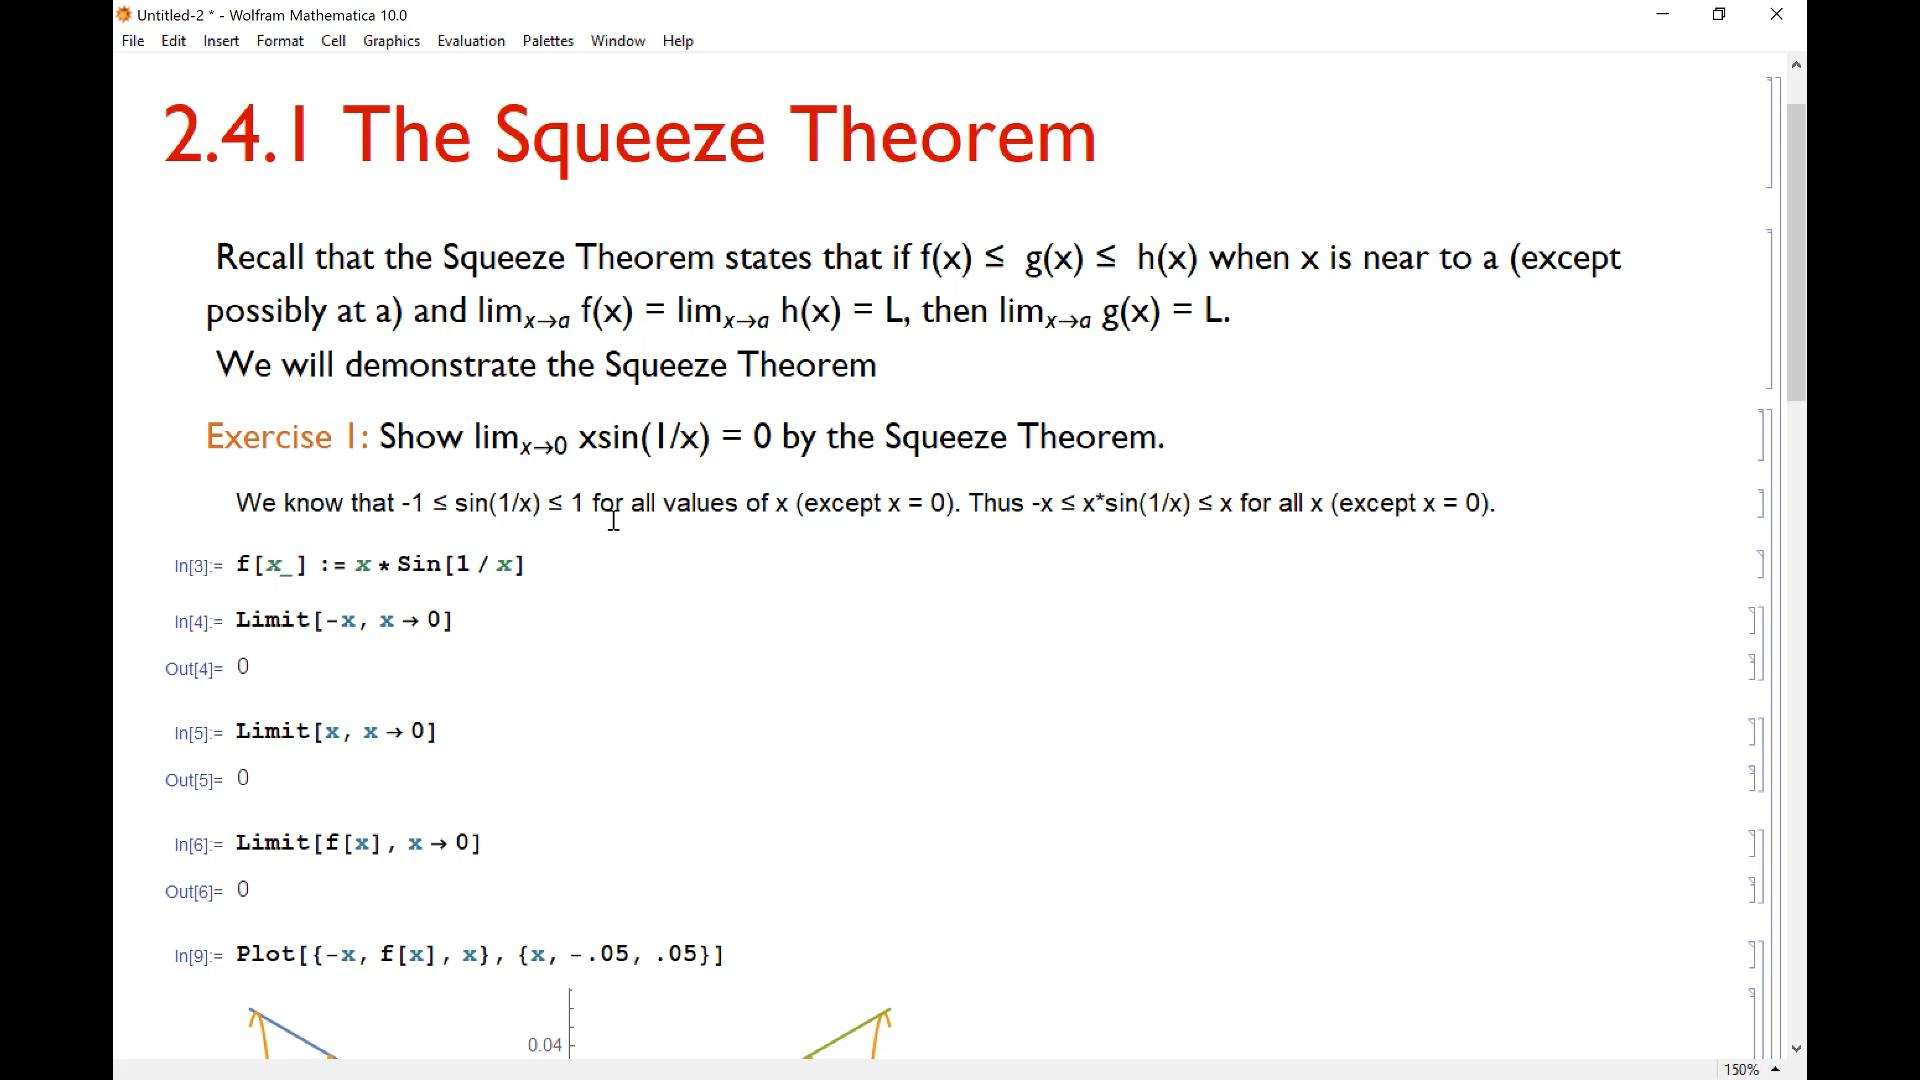 Untitled-2 * - Wolfram Mathematica 10.0
File Edit Insert Format Cell Graphics Evaluation Palettes Window Help
2.4.1 The Squeeze Theorem
Recall that the Squeeze Theorem states that if f(x) ≤ g(x) ≤ h(x) when x is near to a (except
possibly at a) and lim x→a f(x) = lim x→a h(x) = L, then lim x→a g(x) = L.
We will demonstrate the Squeeze Theorem
Exercise 1: Show lim x→0 xsin(1/x) = 0 by the Squeeze Theorem.
We know that -1 ≤ sin(1/x) ≤ 1 for all values of x (except x = 0). Thus -x ≤ x*sin(1/x) ≤ x for all x (except x = 0).
In[3]:= f[x_] := x * Sin[1 / x]
In[4]:= Limit[-x, x → 0]
Out[4]= 0
In[5]:= Limit[x, x → 0]
Out[5]= 0
In[6]:= Limit[f[x], x → 0]
Out[6]= 0
In[9]:= Plot[{-x, f[x], x}, {x, -.05, .05}]
0.04
150%